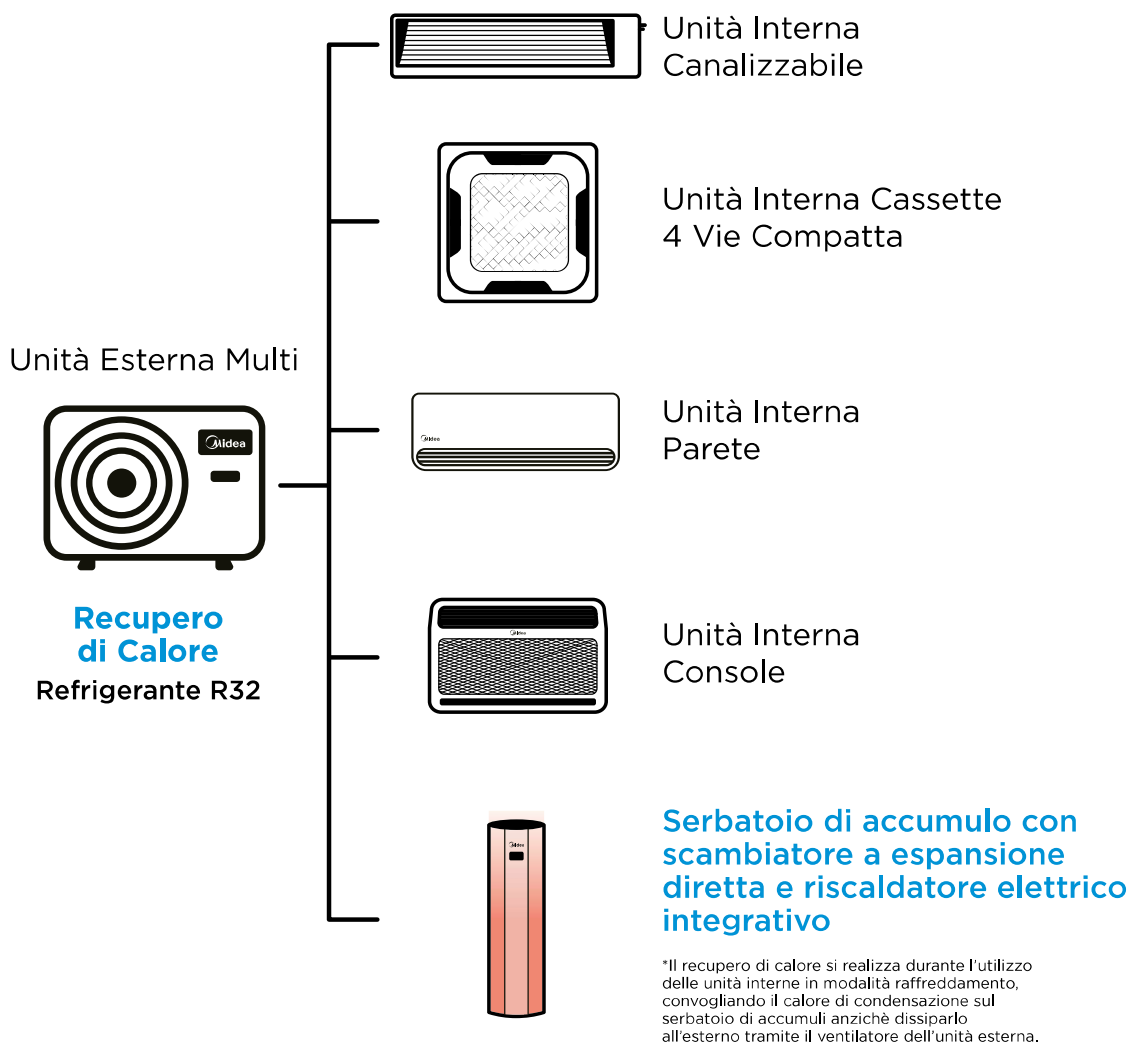 Unità Interna
Canalizzabile
Unità Interna Cassette
4 Vie Compatta
Unità Esterna Multi
Midea
Recupero
di Calore
Refrigerante R32
Midea
Unità Interna
Parete
Midea
Unità Interna
Console
Midea
Serbatoio di accumulo con
scambiatore a espansione
diretta e riscaldatore elettrico
integrativo
*Il recupero di calore si realizza durante l'utilizzo
delle unità interne in modalità raffreddamento,
convogliando il calore di condensazione sul
serbatoio di accumuli anzichè dissiparlo
all'esterno tramite il ventilatore dell'unità esterna.